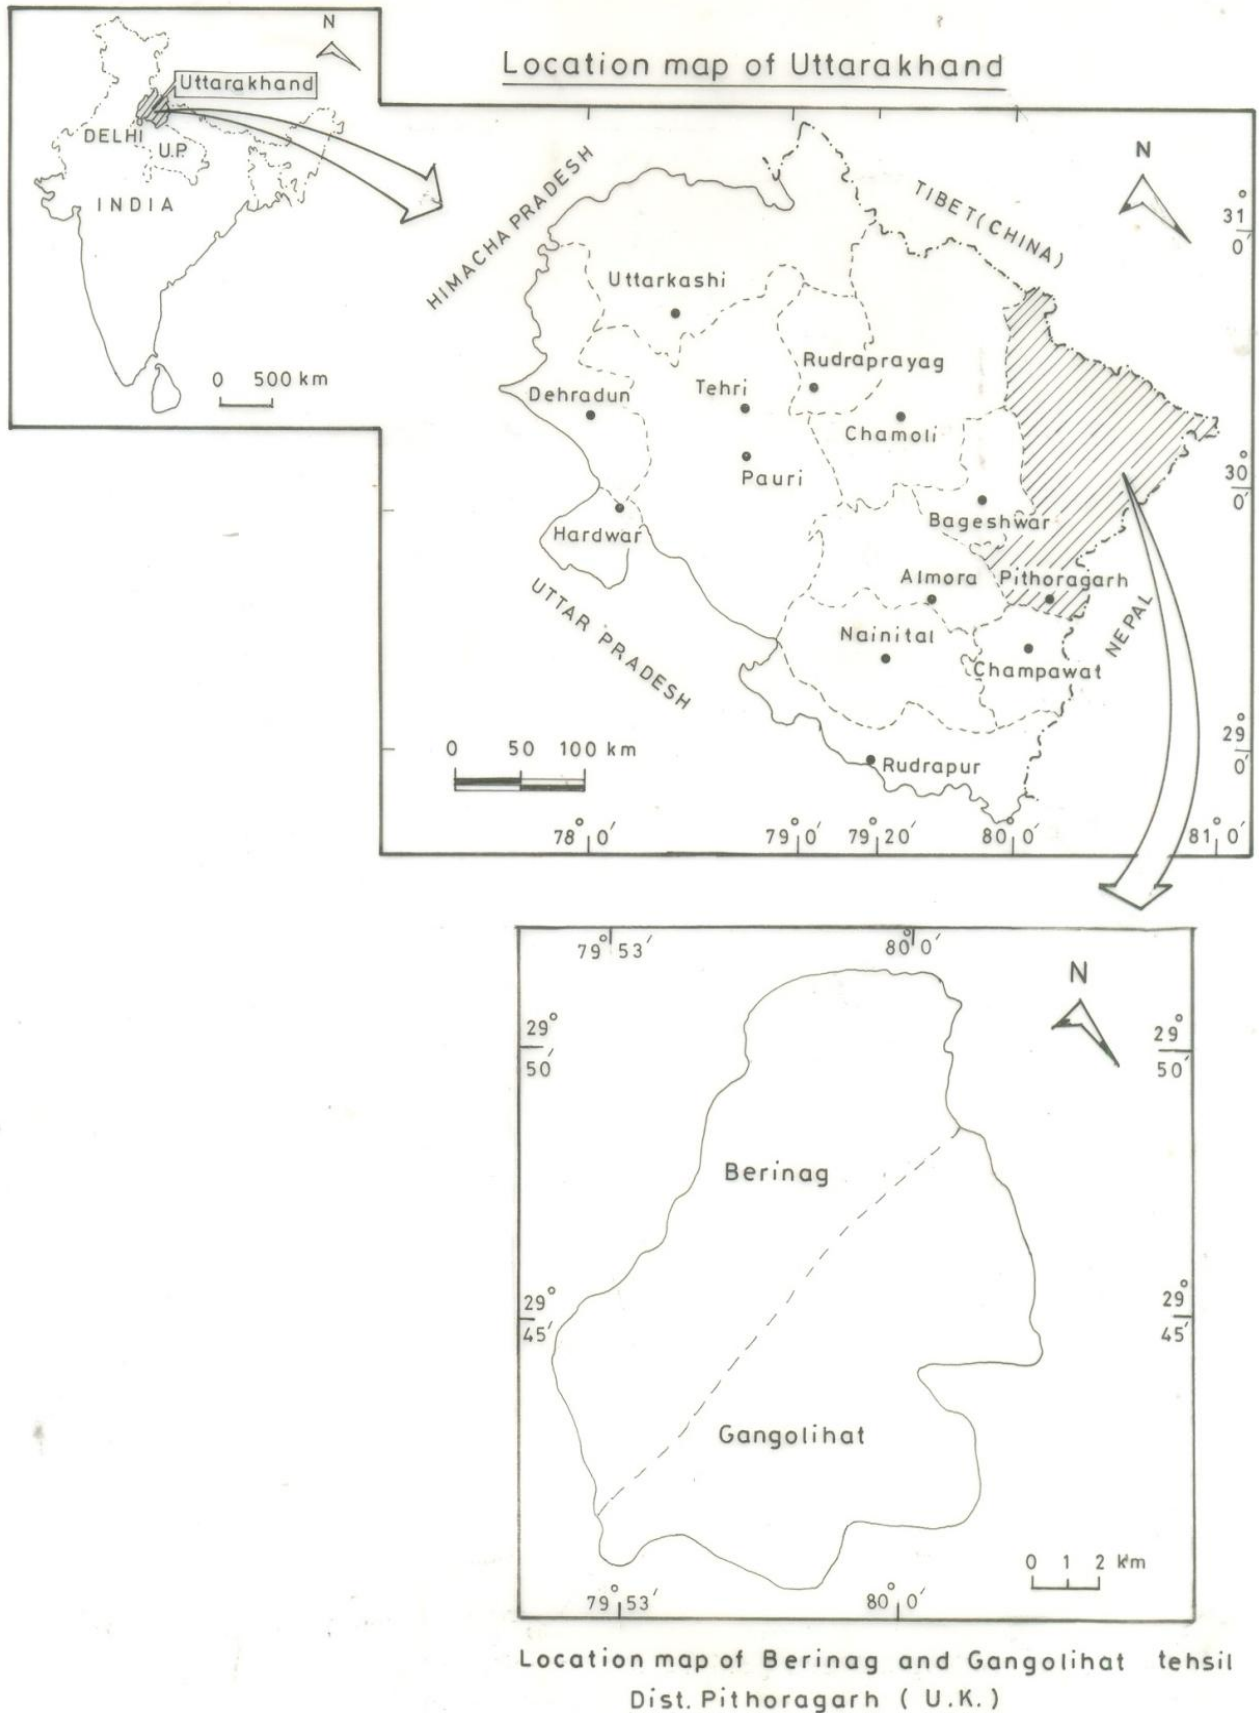 N
Uttarakhand
DELHI
U.P.
INDIA
0 500 km
Location map of Uttarakhand
N
HIMACHA PRADESH
TIBET (CHINA)
31° 0′
Uttarkashi
Rudraprayag
Dehradun
Tehri
Chamoli
30° 0′
Pauri
Bageshwar
Hardwar
Almora
Pithoragarh
UTTAR PRADESH
Nainital
NEPAL
Champawat
29° 0′
0 50 100 km
Rudrapur
78° 0′
79° 0′
79° 20′
80° 0′
81° 0′
79° 53′
80° 0′
N
29° 50′
29° 50′
Berinag
29° 45′
29° 45′
Gangolihat
0 1 2 km
79° 53′
80° 0′
Location map of Berinag and Gangolihat tehsil
Dist. Pithoragarh ( U.K. )